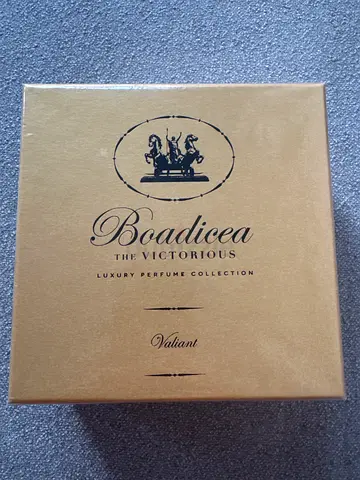 Boadicea
THE VICTORIOUS
LUXURY PERFUME COLLECTION
Valiant